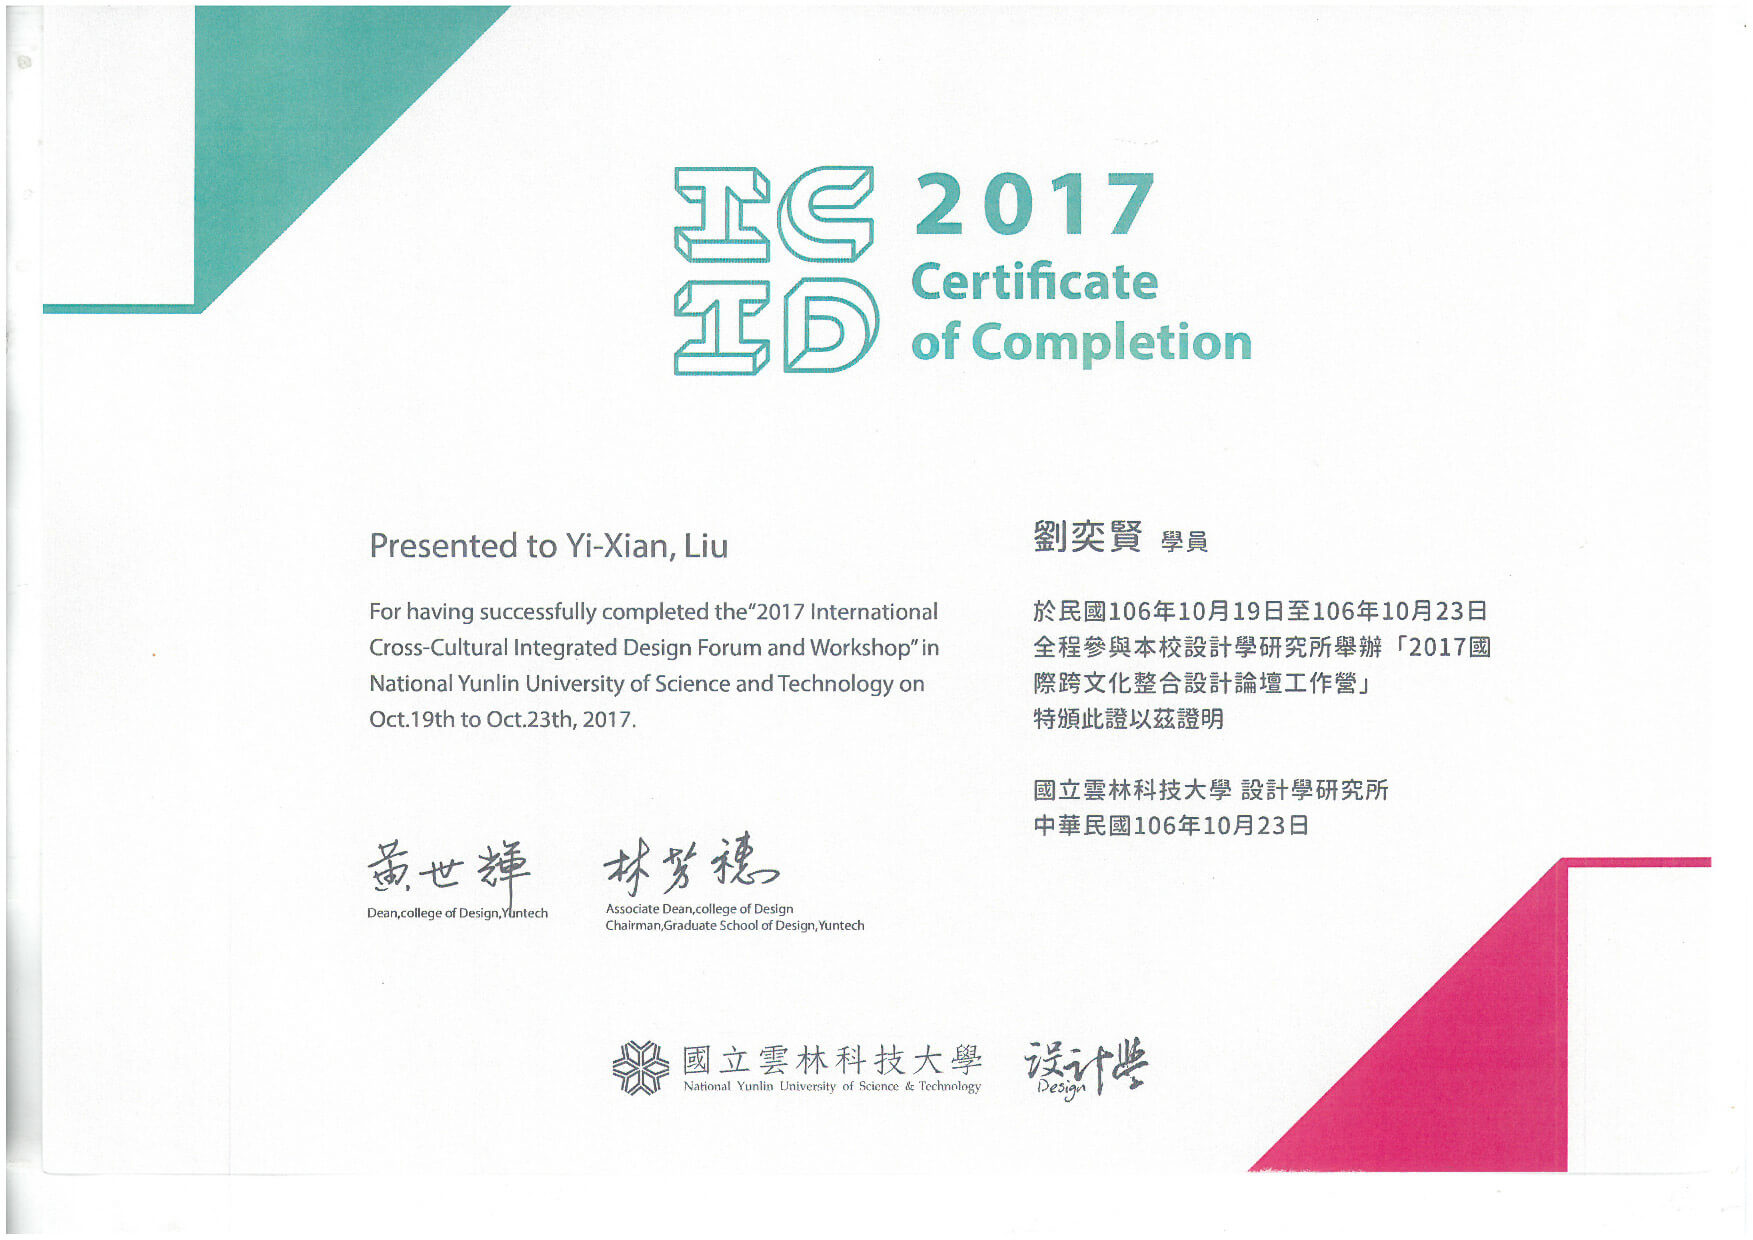 IC
ID
2017
Certificate
of Completion
Presented to Yi-Xian, Liu
For having successfully completed the"2017 International
Cross-Cultural Integrated Design Forum and Workshop"in
National Yunlin University of Science and Technology on
Oct.19th to Oct.23th, 2017.
劉奕賢 學員
於民國106年10月19日至106年10月23日
全程參與本校設計學研究所舉辦「2017國
際跨文化整合設計論壇工作營」
特頒此證以茲證明
國立雲林科技大學 設計學研究所
中華民國106年10月23日
黃世輝
Dean,college of Design,Yuntech
林芳穗
Associate Dean,college of Design
Chairman,Graduate School of Design,Yuntech
國立雲林科技大學
National Yunlin University of Science & Technology
設計學
Design